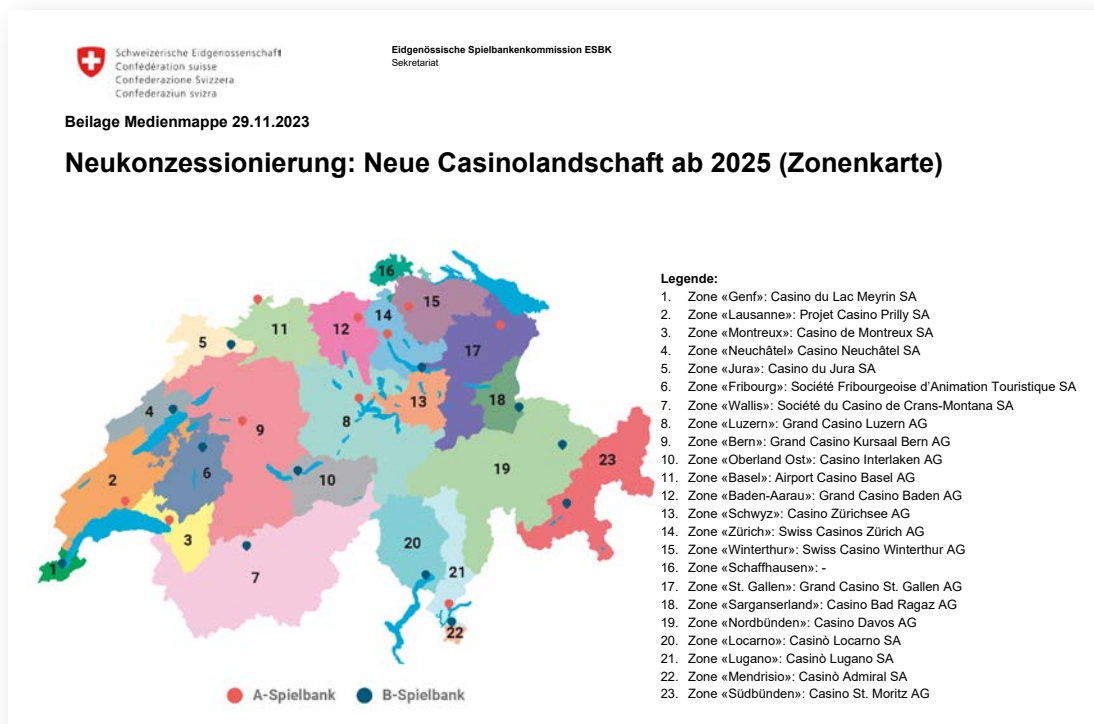 Schweizerische Eidgenossenschaft
Confédération suisse
Confederazione Svizzera
Confederaziun svizra
Eidgenössische Spielbankenkommission ESBK
Sekretariat
Beilage Medienmappe 29.11.2023
Neukonzessionierung: Neue Casinolandschaft ab 2025 (Zonenkarte)
16
15
14
12
11
5
17
18
13
4
8
9
19
23
6
10
2
3
20
21
1
7
22
A-Spielbank
B-Spielbank
Legende:
1. Zone «Genf»: Casino du Lac Meyrin SA
2. Zone «Lausanne»: Projet Casino Prilly SA
3. Zone «Montreux»: Casino de Montreux SA
4. Zone «Neuchâtel» Casino Neuchâtel SA
5. Zone «Jura»: Casino du Jura SA
6. Zone «Fribourg»: Société Fribourgeoise d'Animation Touristique SA
7. Zone «Wallis»: Société du Casino de Crans-Montana SA
8. Zone «Luzern»: Grand Casino Luzern AG
9. Zone «Bern»: Grand Casino Kursaal Bern AG
10. Zone «Oberland Ost»: Casino Interlaken AG
11. Zone «Basel»: Airport Casino Basel AG
12. Zone «Baden-Aarau»: Grand Casino Baden AG
13. Zone «Schwyz»: Casino Zürichsee AG
14. Zone «Zürich»: Swiss Casinos Zürich AG
15. Zone «Winterthur»: Swiss Casino Winterthur AG
16. Zone «Schaffhausen»: -
17. Zone «St. Gallen»: Grand Casino St. Gallen AG
18. Zone «Sarganserland»: Casino Bad Ragaz AG
19. Zone «Nordbünden»: Casino Davos AG
20. Zone «Locarno»: Casinò Locarno SA
21. Zone «Lugano»: Casinò Lugano SA
22. Zone «Mendrisio»: Casinò Admiral SA
23. Zone «Südbünden»: Casino St. Moritz AG